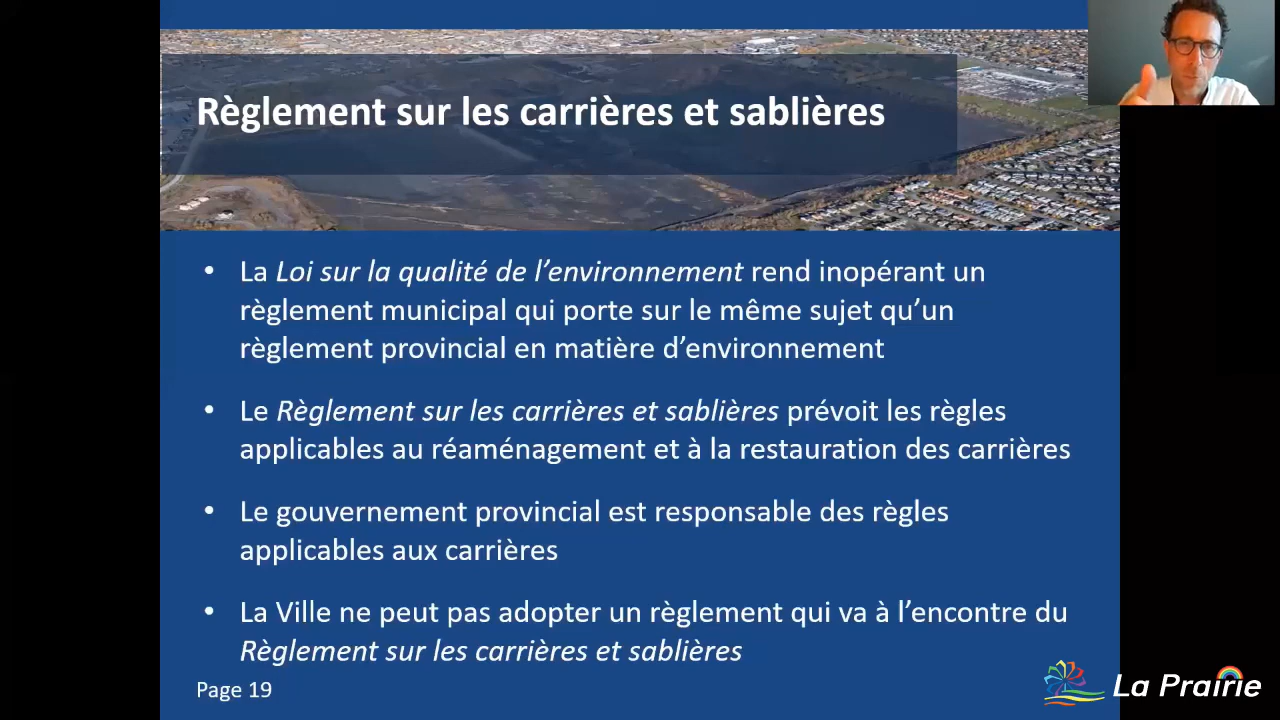 Règlement sur les carrières et sablières
• La Loi sur la qualité de l’environnement rend inopérant un
règlement municipal qui porte sur le même sujet qu’un
règlement provincial en matière d’environnement
• Le Règlement sur les carrières et sablières prévoit les règles
applicables au réaménagement et à la restauration des carrières
• Le gouvernement provincial est responsable des règles
applicables aux carrières
• La Ville ne peut pas adopter un règlement qui va à l’encontre du
Règlement sur les carrières et sablières
Page 19
La Prairie